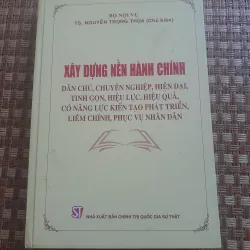 BỘ NỘI VỤ
TS. NGUYỄN TRỌNG THỪA (Chủ biên)
XÂY DỰNG NỀN HÀNH CHÍNH
DÂN CHỦ, CHUYÊN NGHIỆP, HIỆN ĐẠI,
TINH GỌN, HIỆU LỰC, HIỆU QUẢ,
CÓ NĂNG LỰC KIẾN TẠO PHÁT TRIỂN,
LIÊM CHÍNH, PHỤC VỤ NHÂN DÂN
NHÀ XUẤT BẢN CHÍNH TRỊ QUỐC GIA SỰ THẬT